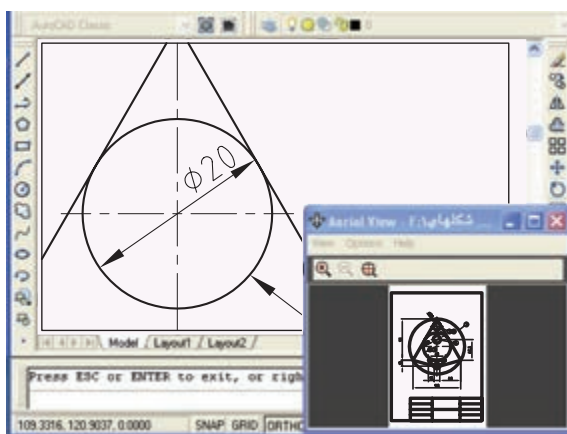 AutoCAD Classic
0
ϕ20
Aerial View - F:\شکلهای ...
View Options Help
Model / Layout1 / Layout2 /
Press ESC or ENTER to exit, or righ
109.3316, 120.9037, 0.0000 SNAP GRID ORTHO